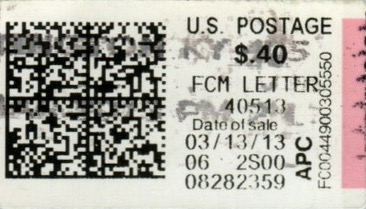 U.S. POSTAGE
$.40
FCM LETTER
40513
Date of sale
03/13/13
06 2S00
08282359
APC
FC0044900305550